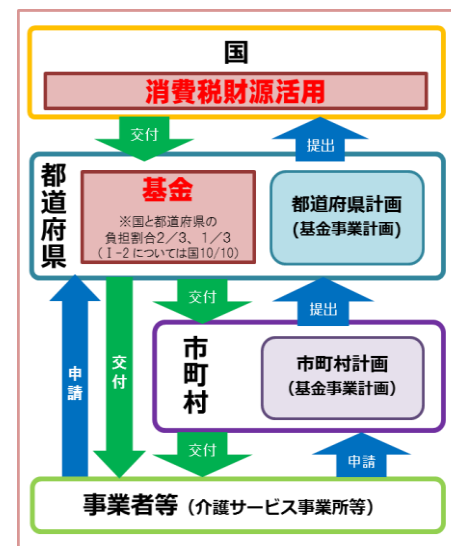 国
消費税財源活用
交付
提出
都道府県
基金
※国と都道府県の
負担割合2/3、1/3
(Ⅰ-2については国10/10)
都道府県計画
(基金事業計画)
交付
提出
申請
交付
市町村
市町村計画
(基金事業計画)
交付
申請
事業者等(介護サービス事業所等)